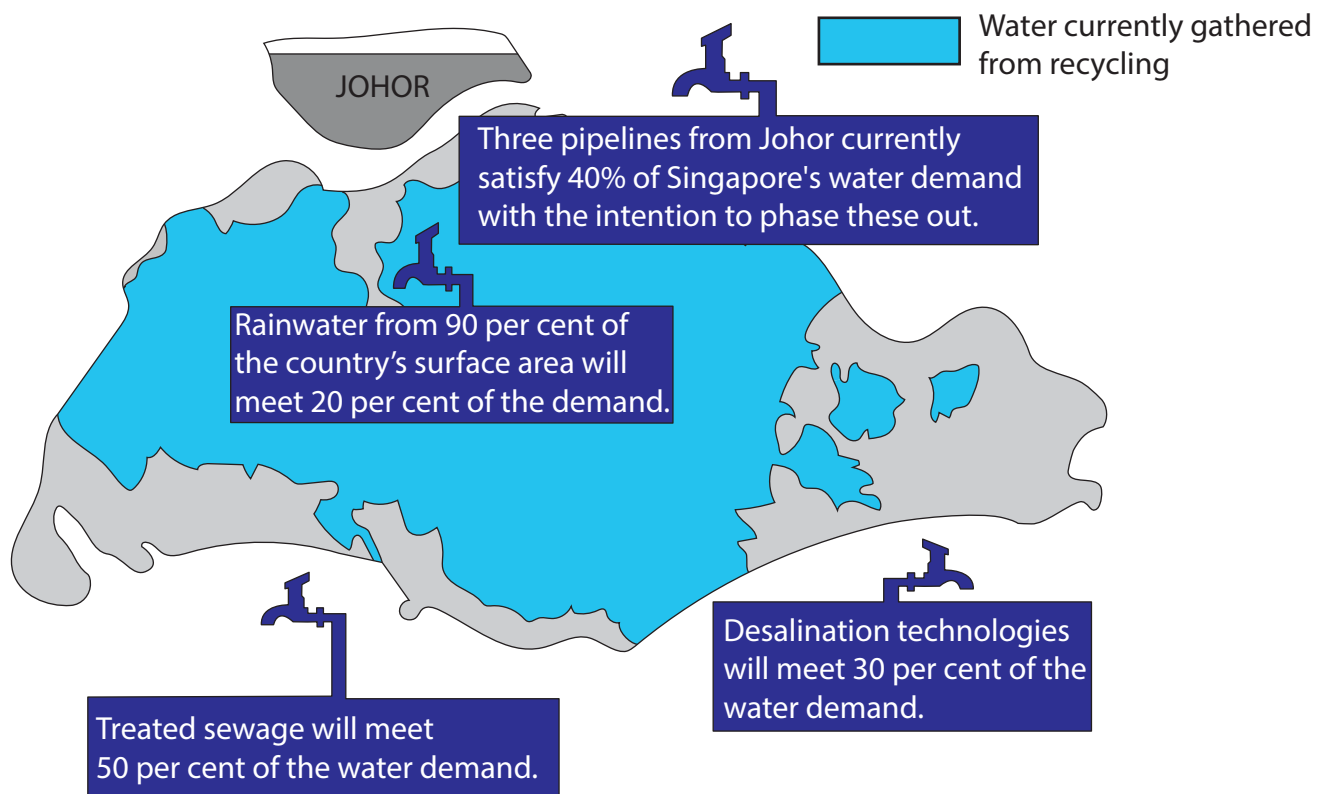 Water currently gathered
from recycling
JOHOR
Three pipelines from Johor currently
satisfy 40% of Singapore's water demand
with the intention to phase these out.
Rainwater from 90 per cent of
the country’s surface area will
meet 20 per cent of the demand.
Desalination technologies
will meet 30 per cent of the
water demand.
Treated sewage will meet
50 per cent of the water demand.